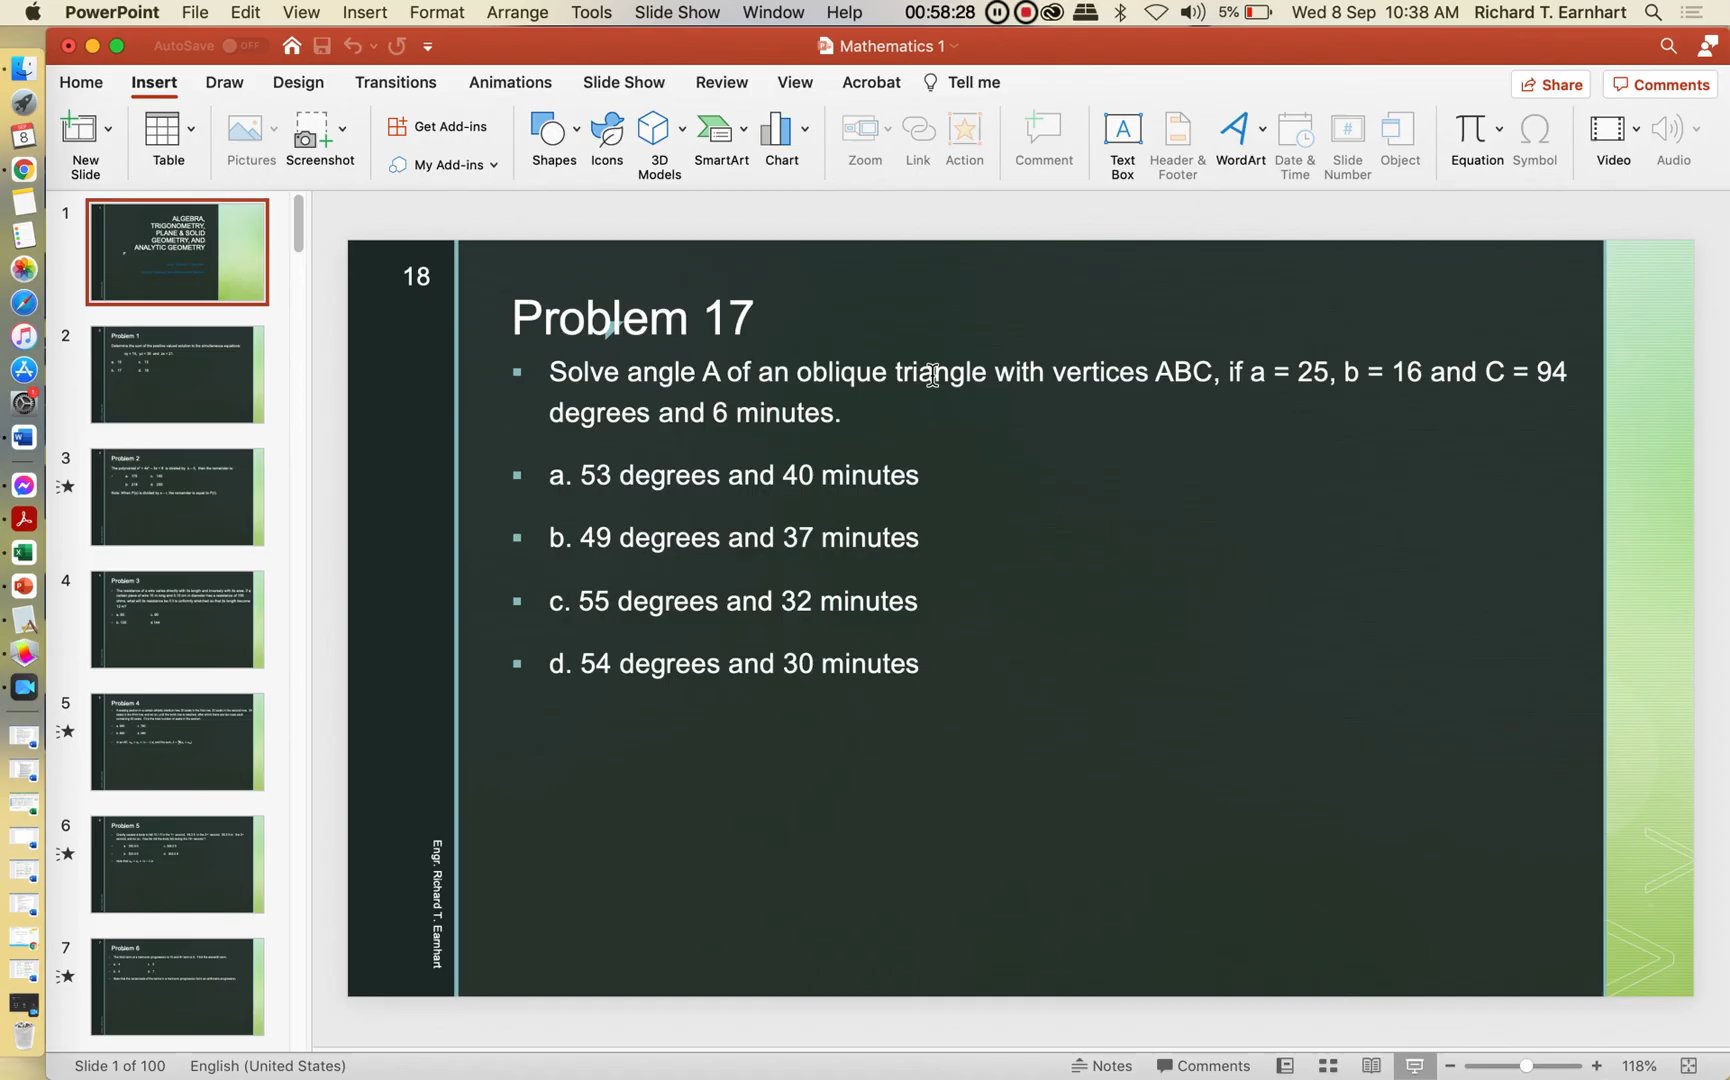 PowerPoint File Edit View Insert Format Arrange Tools Slide Show Window Help 00:58:28 5% Wed 8 Sep 10:38 AM Richard T. Earnhart
AutoSave OFF Mathematics 1
Home Insert Draw Design Transitions Animations Slide Show Review View Acrobat Tell me Share Comments
Get Add-ins
My Add-ins
New Slide
Table
Pictures
Screenshot
Shapes
Icons
3D Models
SmartArt
Chart
Zoom
Link
Action
Comment
Text Box
Header & Footer
WordArt
Date & Time
Slide Number
Object
Equation
Symbol
Video
Audio
1
ALGEBRA,
TRIGONOMETRY,
PLANE & SOLID
GEOMETRY, AND
ANALYTIC GEOMETRY
2
Problem 1
3
Problem 2
4
Problem 3
5
Problem 4
6
Problem 5
7
Problem 6
18
Problem 17
Solve angle A of an oblique triangle with vertices ABC, if a = 25, b = 16 and C = 94
degrees and 6 minutes.
a. 53 degrees and 40 minutes
b. 49 degrees and 37 minutes
c. 55 degrees and 32 minutes
d. 54 degrees and 30 minutes
Engr. Richard T. Earnhart
Slide 1 of 100 English (United States) Notes Comments 118%